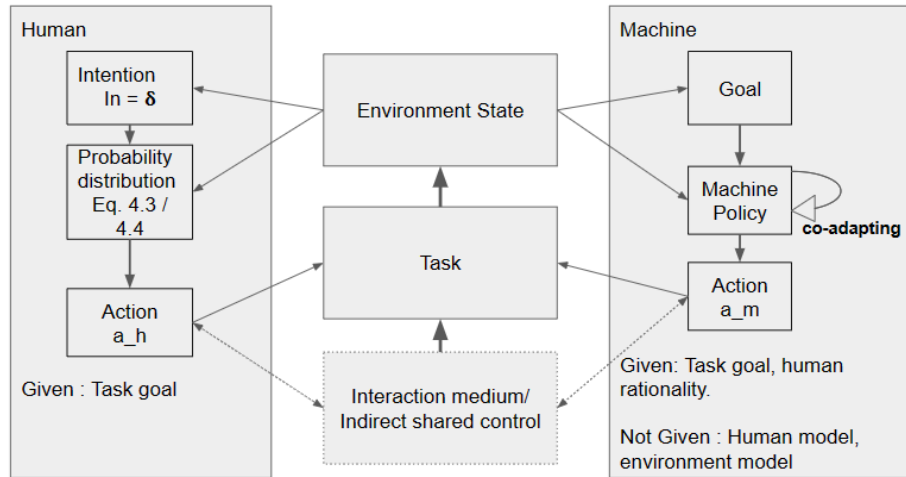 Human
Intention
In = δ
Probability
distribution
Eq. 4.3 /
4.4
Action
a_h
Given : Task goal
Environment State
Task
Interaction medium/
Indirect shared control
Machine
Goal
Machine
Policy
co-adapting
Action
a_m
Given: Task goal, human
rationality.
Not Given : Human model,
environment model